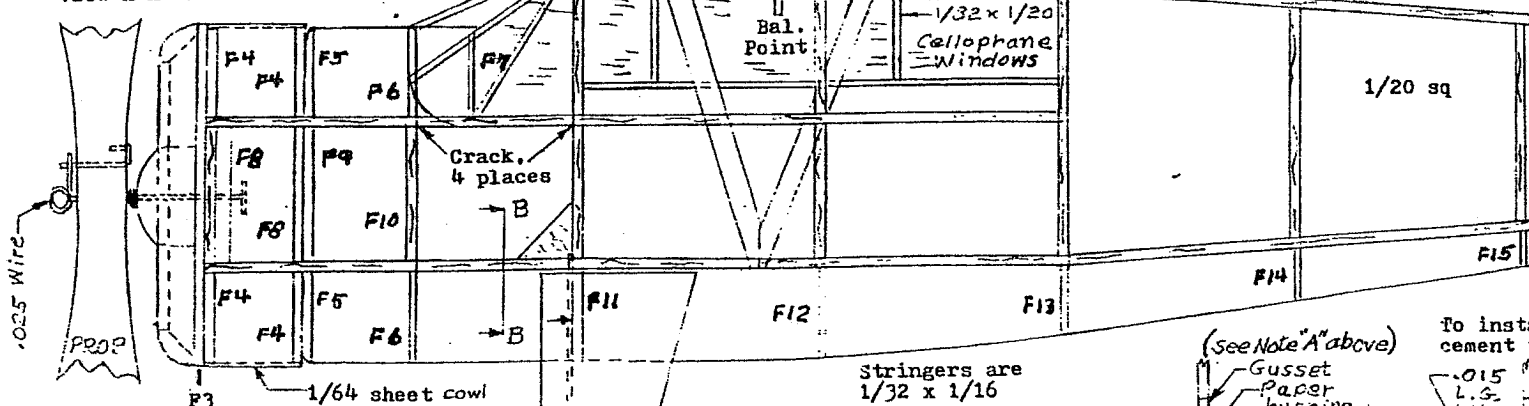 Bal.
Point
1/32 x 1/20
Cellophane
Windows
1/20 sq
F4
F4
F5
F6
F7
Crack,
4 places
F8
F8
F9
F10
B
B
.025 Wire
PROP
F4
F4
F5
F6
F11
F12
F13
F14
F15
F3
1/64 sheet cowl
Stringers are
1/32 x 1/16
(see Note "A" above)
Gusset
Paper
To
cement
.015
L.G.